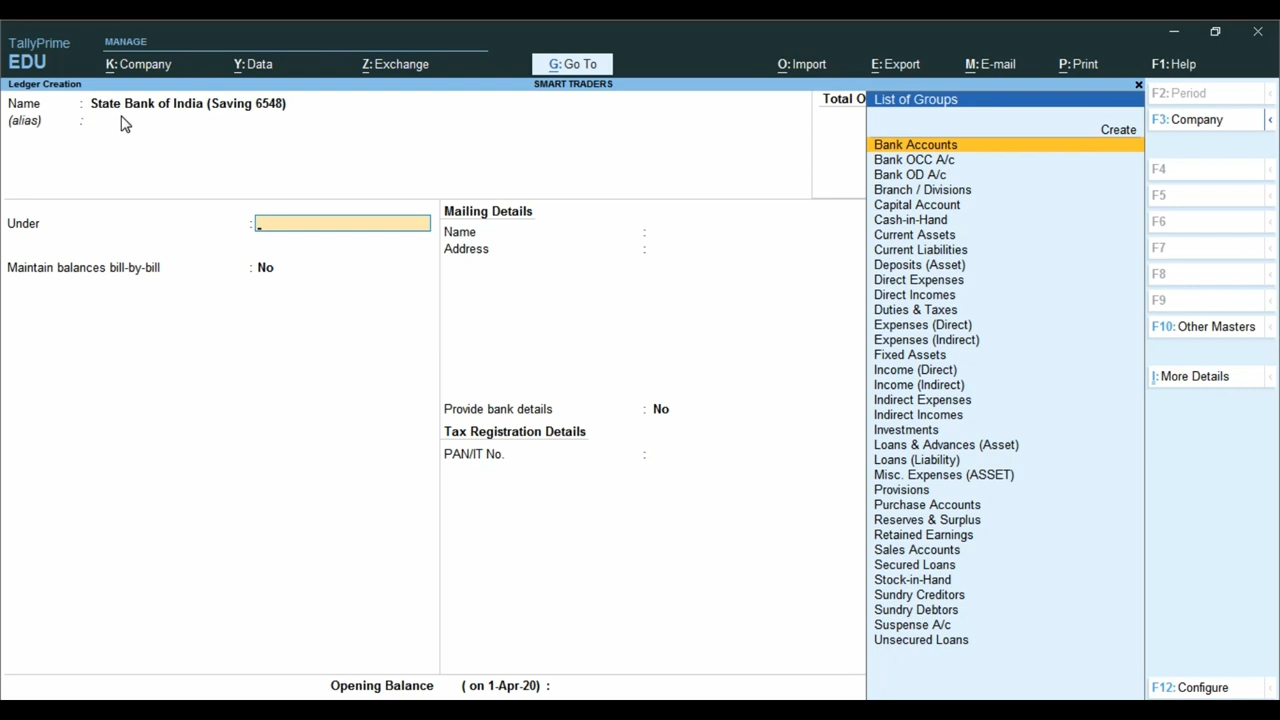 TallyPrime
EDU
MANAGE
K: Company
Y: Data
Z: Exchange
G: Go To
O: Import
E: Export
M: E-mail
P: Print
F1: Help
Ledger Creation
SMART TRADERS
x
Name : State Bank of India (Saving 6548)
(alias) :
Total O
Under :
Maintain balances bill-by-bill : No
Mailing Details
Name :
Address :
Provide bank details : No
Tax Registration Details
PAN/IT No. :
Opening Balance ( on 1-Apr-20) :
List of Groups
Create
Bank Accounts
Bank OCC A/c
Bank OD A/c
Branch / Divisions
Capital Account
Cash-in-Hand
Current Assets
Current Liabilities
Deposits (Asset)
Direct Expenses
Direct Incomes
Duties & Taxes
Expenses (Direct)
Expenses (Indirect)
Fixed Assets
Income (Direct)
Income (Indirect)
Indirect Expenses
Indirect Incomes
Investments
Loans & Advances (Asset)
Loans (Liability)
Misc. Expenses (ASSET)
Provisions
Purchase Accounts
Reserves & Surplus
Retained Earnings
Sales Accounts
Secured Loans
Stock-in-Hand
Sundry Creditors
Sundry Debtors
Suspense A/c
Unsecured Loans
F2: Period
F3: Company
F4
F5
F6
F7
F8
F9
F10: Other Masters
I: More Details
F12: Configure